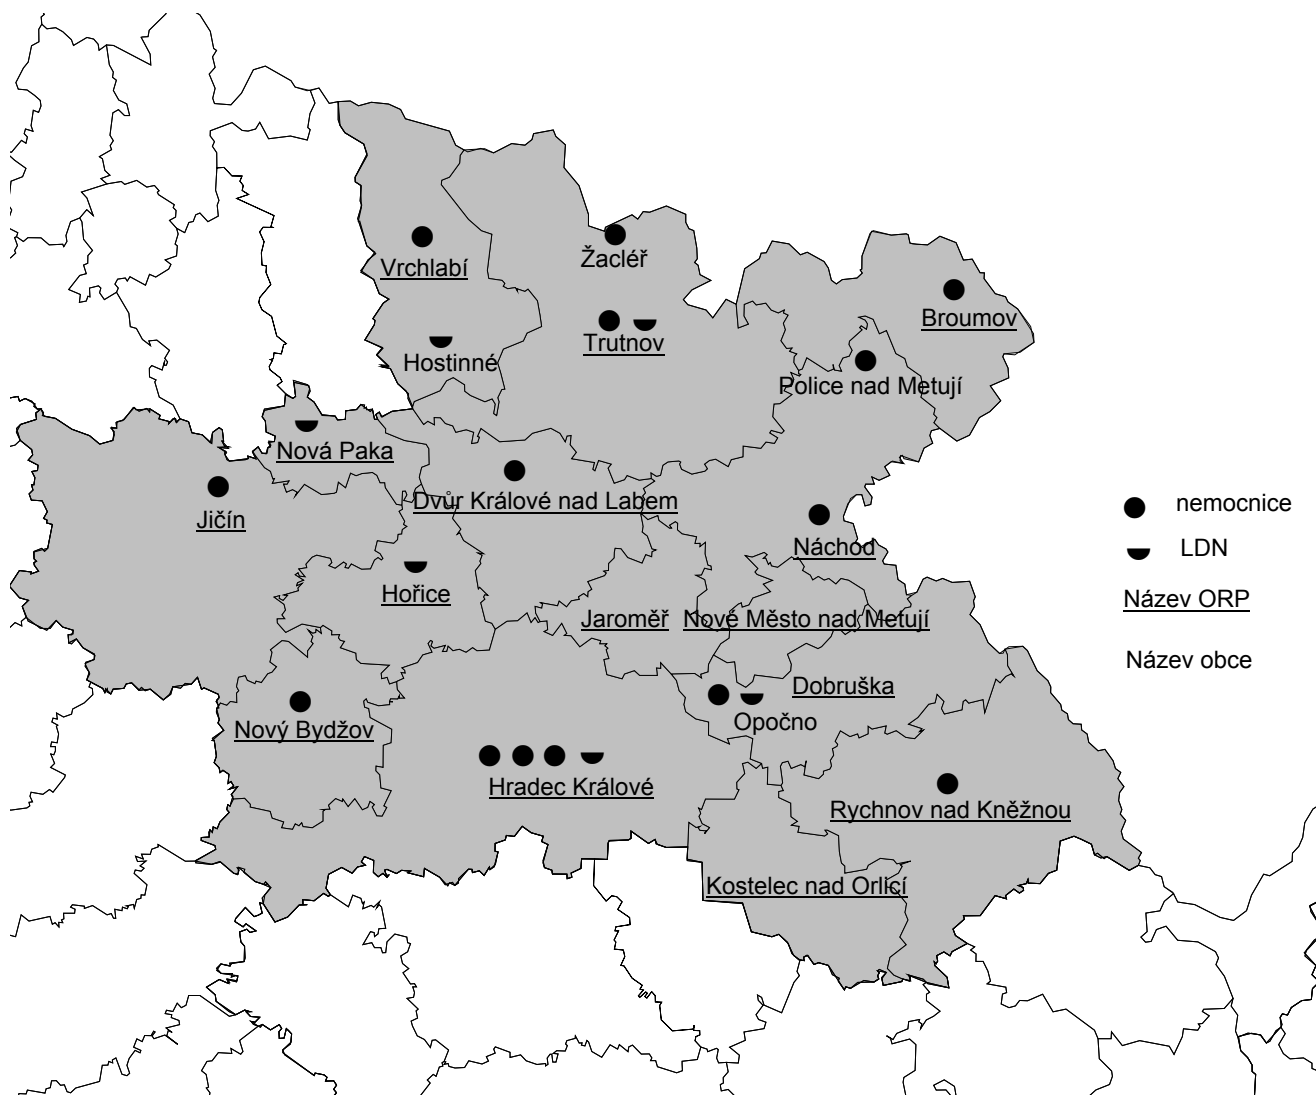 Žacléř
Vrchlabí
Broumov
Trutnov
Hostinné
Police nad Metují
Nová Paka
Dvůr Králové nad Labem
Jičín
Náchod
Hořice
Jaroměř
Nové Město nad Metují
Dobruška
Opočno
Nový Bydžov
Hradec Králové
Rychnov nad Kněžnou
Kostelec nad Orlicí
nemocnice
LDN
Název ORP
Název obce